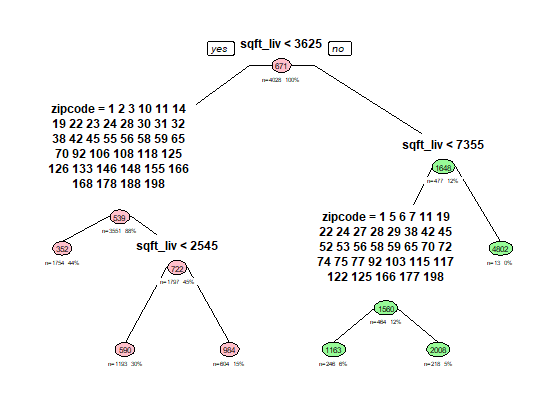 yes
sqft_liv < 3625
no
671
n=4028 100%
zipcode = 1 2 3 10 11 14
19 22 23 24 28 30 31 32
38 42 45 55 56 58 59 65
70 92 106 108 118 125
126 133 146 148 155 166
168 178 188 198
sqft_liv < 7355
1648
n=477 12%
539
n=3551 88%
zipcode = 1 5 6 7 11 19
22 24 27 28 29 38 42 45
52 53 56 58 59 65 70 72
74 75 77 92 103 115 117
122 125 166 177 198
352
n=1754 44%
sqft_liv < 2545
722
n=1797 45%
4802
n=13 0%
1560
n=464 12%
590
n=1193 30%
984
n=604 15%
1163
n=246 6%
2008
n=218 5%